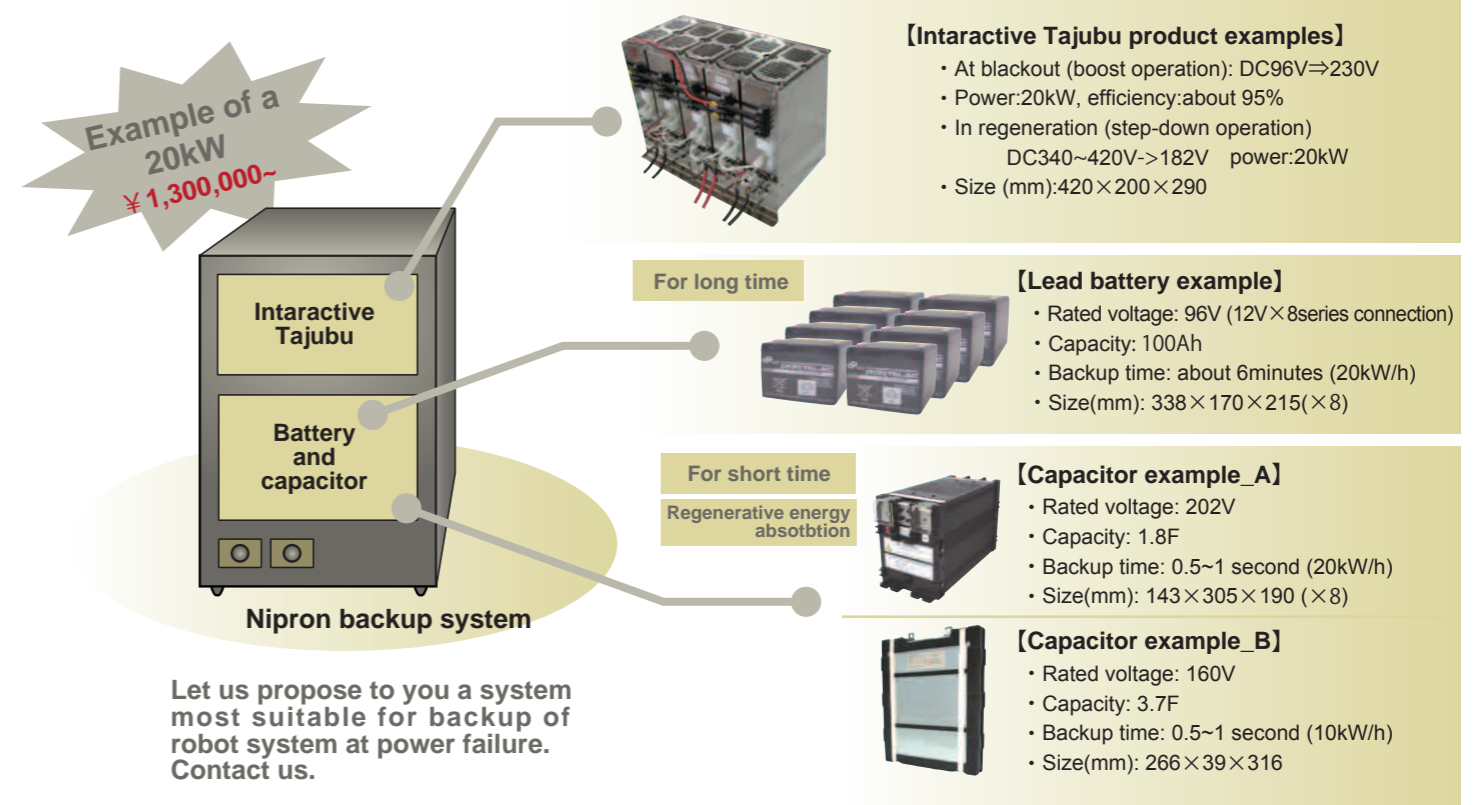 Example of a
20kW
￥1,300,000~
Intaractive
Tajubu
Battery
and
capacitor
Nipron backup system
Let us propose to you a system
most suitable for backup of
robot system at power failure.
Contact us.
【Intaractive Tajubu product examples】
・At blackout (boost operation): DC96V⇒230V
・Power:20kW, efficiency:about 95%
・In regeneration (step-down operation)
DC340~420V->182V power:20kW
・Size (mm):420×200×290
For long time
【Lead battery example】
・Rated voltage: 96V (12V×8series connection)
・Capacity: 100Ah
・Backup time: about 6minutes (20kW/h)
・Size(mm): 338×170×215(×8)
For short time
Regenerative energy
absotbtion
【Capacitor example_A】
・Rated voltage: 202V
・Capacity: 1.8F
・Backup time: 0.5~1 second (20kW/h)
・Size(mm): 143×305×190 (×8)
【Capacitor example_B】
・Rated voltage: 160V
・Capacity: 3.7F
・Backup time: 0.5~1 second (10kW/h)
・Size(mm): 266×39×316